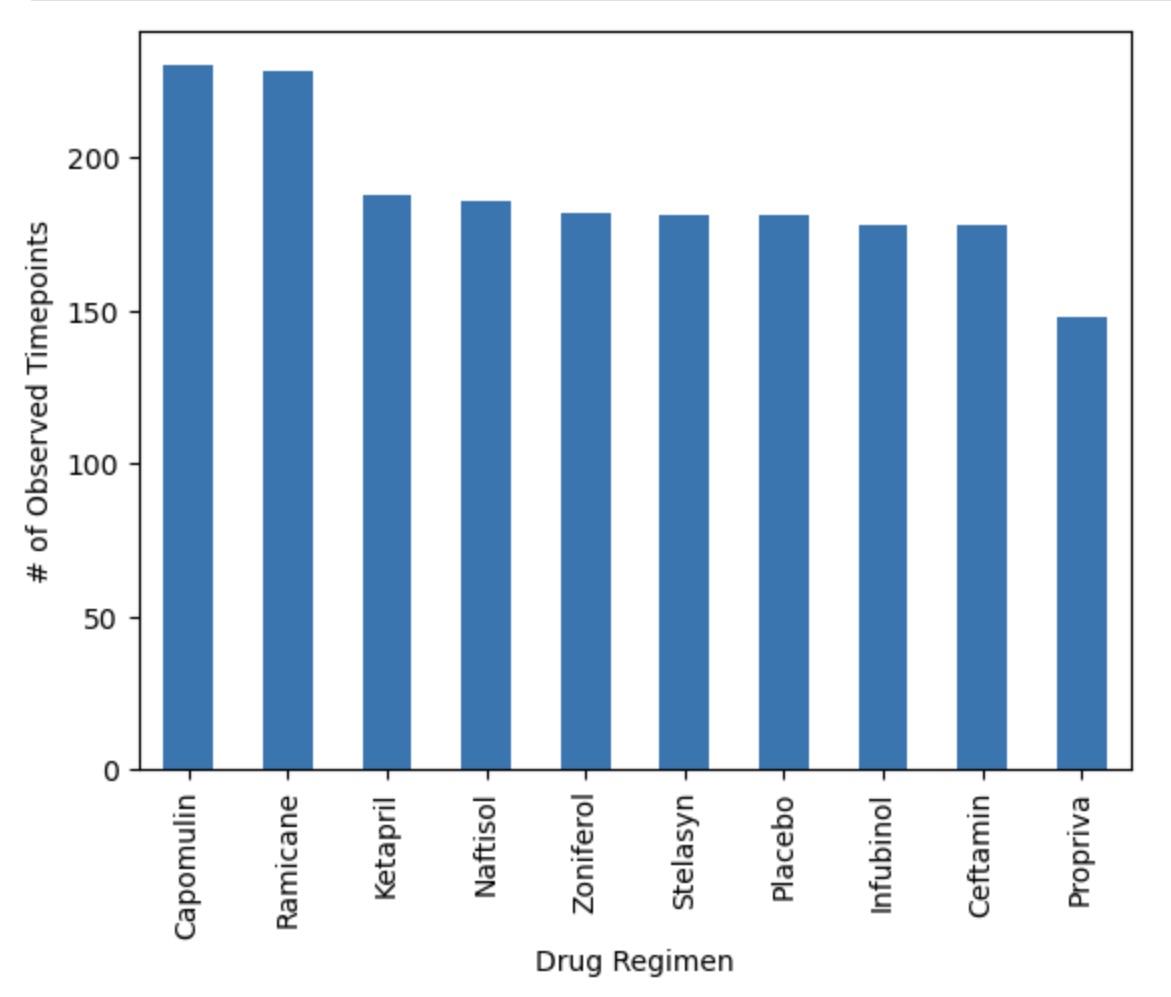 # of Observed Timepoints
200
150
100
50
0
Capomulin
Ramicane
Ketapril
Naftisol
Zoniferol
Stelasyn
Placebo
Infubinol
Ceftamin
Propriva
Drug Regimen